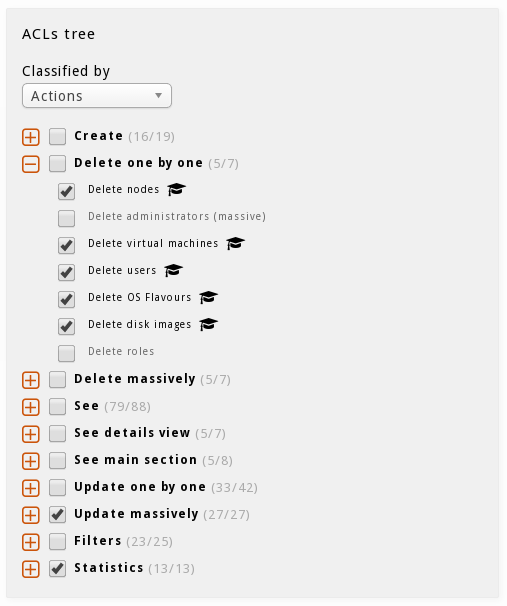 ACLs tree
Classified by
Actions
Create (16/19)
Delete one by one (5/7)
Delete nodes
Delete administrators (massive)
Delete virtual machines
Delete users
Delete OS Flavours
Delete disk images
Delete roles
Delete massively (5/7)
See (79/88)
See details view (5/7)
See main section (5/8)
Update one by one (33/42)
Update massively (27/27)
Filters (23/25)
Statistics (13/13)